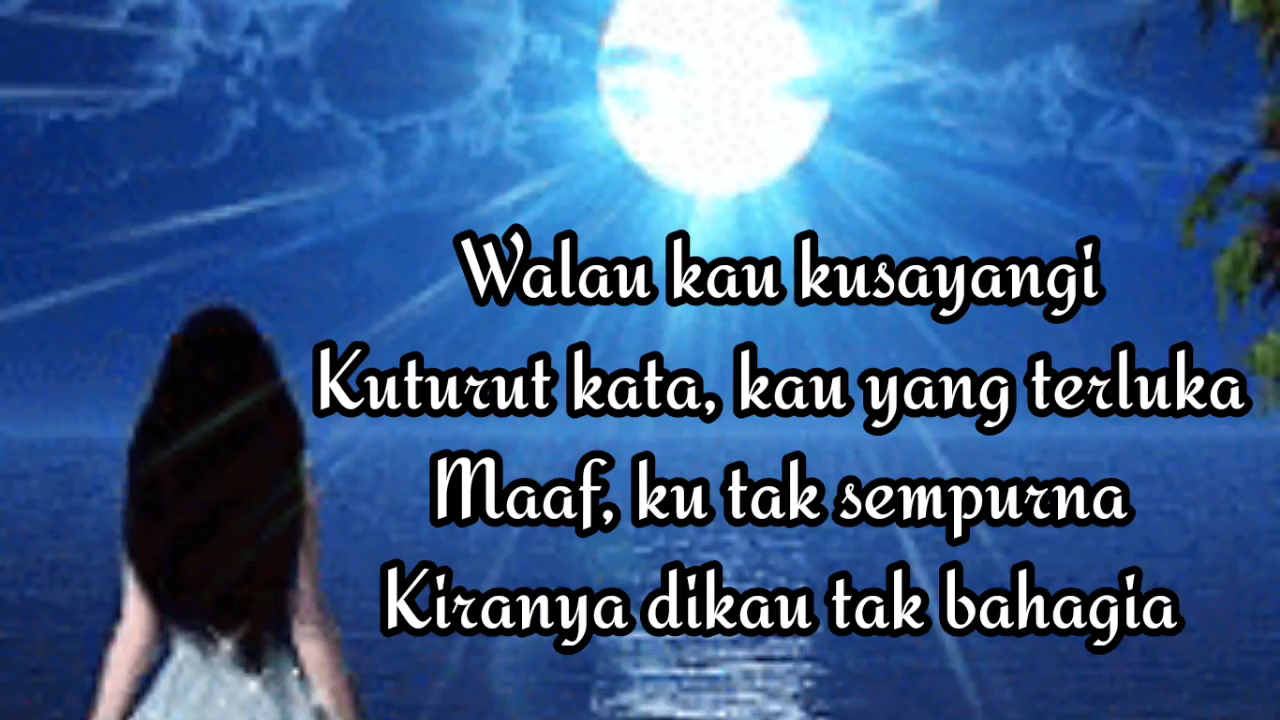 Walau kau kusayangi
Kuturut kata, kau yang terluka
Maaf, ku tak sempurna
Kiranya dikau tak bahagia